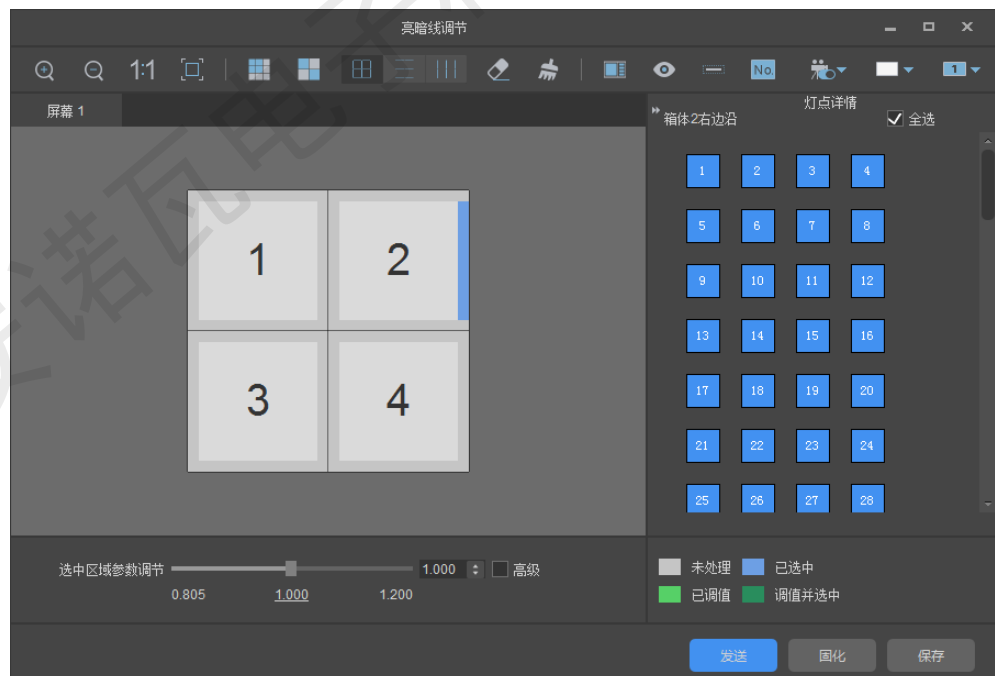 亮暗线调节
1:1
No.
1
屏幕 1
灯点详情
箱体2右边沿
全选
1 2 3 4
5 6 7 8
9 10 11 12
13 14 15 16
17 18 19 20
21 22 23 24
25 26 27 28
1 2
3 4
选中区域参数调节 1.000 高级
0.805 1.000 1.200
未处理 已选中
已调值 调值并选中
发送 固化 保存
诺瓦电子